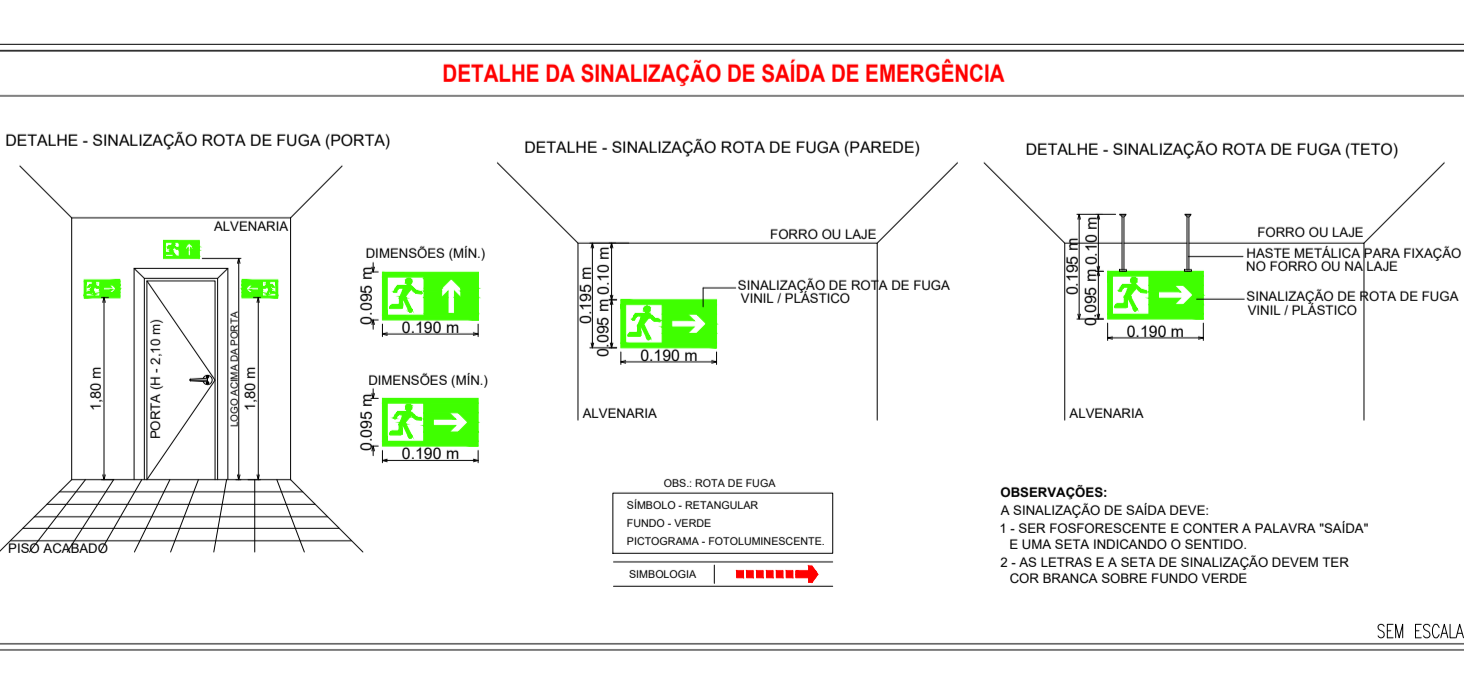 DETALHE DA SINALIZAÇÃO DE SAÍDA DE EMERGÊNCIA
DETALHE - SINALIZAÇÃO ROTA DE FUGA (PORTA)
ALVENARIA
1,80 m
PORTA (H - 2,10 m)
LOGO ACIMA DA PORTA
1,80 m
PISO ACABADO
DIMENSÕES (MÍN.)
0.095 m
0.190 m
DIMENSÕES (MÍN.)
0.095 m
0.190 m
DETALHE - SINALIZAÇÃO ROTA DE FUGA (PAREDE)
FORRO OU LAJE
0.195 m
0.10 m
0.095 m
0.190 m
SINALIZAÇÃO DE ROTA DE FUGA
VINIL / PLÁSTICO
ALVENARIA
DETALHE - SINALIZAÇÃO ROTA DE FUGA (TETO)
FORRO OU LAJE
HASTE METÁLICA PARA FIXAÇÃO
NO FORRO OU NA LAJE
0.195 m
0.10 m
0.095 m
0.190 m
SINALIZAÇÃO DE ROTA DE FUGA
VINIL / PLÁSTICO
ALVENARIA
OBS.: ROTA DE FUGA
SÍMBOLO - RETANGULAR
FUNDO - VERDE
PICTOGRAMA - FOTOLUMINESCENTE.
SIMBOLOGIA
OBSERVAÇÕES:
A SINALIZAÇÃO DE SAÍDA DEVE:
1 - SER FOSFORESCENTE E CONTER A PALAVRA "SAÍDA"
E UMA SETA INDICANDO O SENTIDO.
2 - AS LETRAS E A SETA DE SINALIZAÇÃO DEVEM TER
COR BRANCA SOBRE FUNDO VERDE
SEM ESCALA